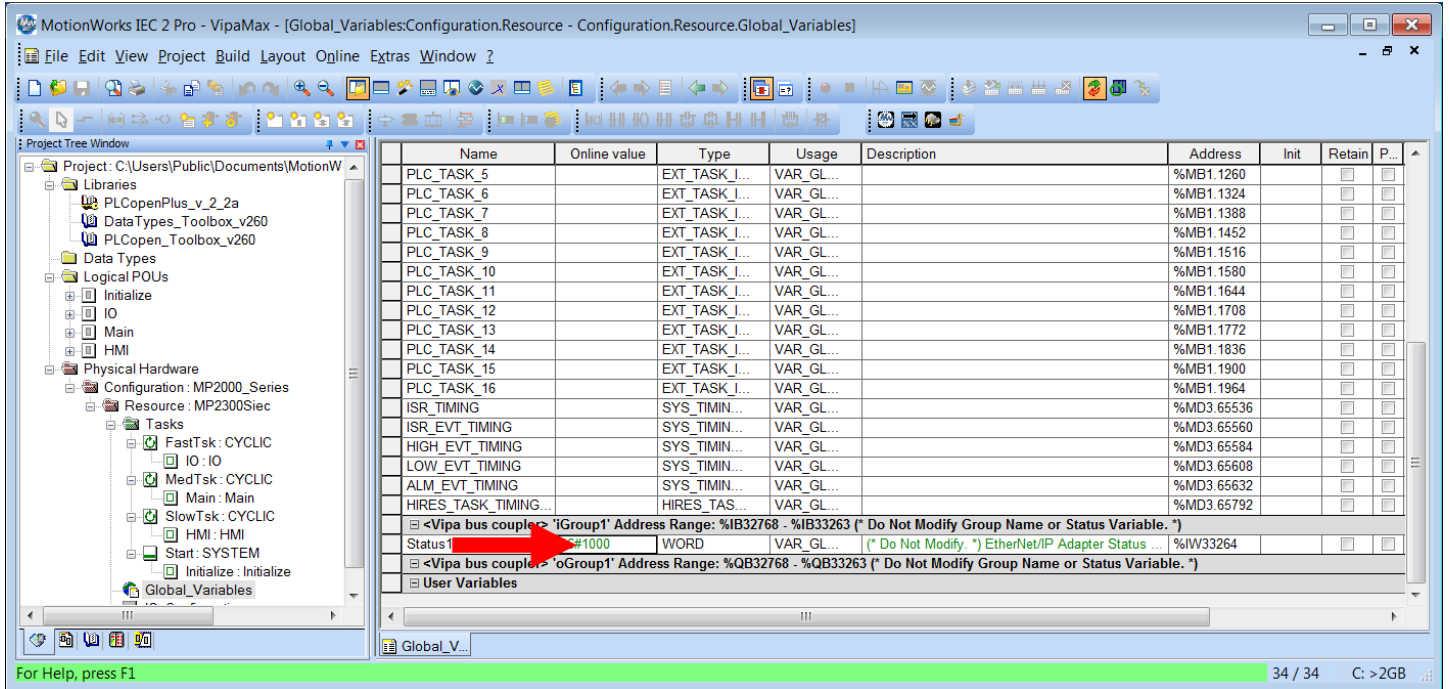 MotionWorks IEC 2 Pro - VipaMax - [Global_Variables:Configuration.Resource - Configuration.Resource.Global_Variables]
File Edit View Project Build Layout Online Extras Window ?
Project Tree Window
Project : C:\Users\Public\Documents\MotionW
Libraries
PLCopenPlus_v_2_2a
DataTypes_Toolbox_v260
PLCopen_Toolbox_v260
Data Types
Logical POUs
Initialize
IO
Main
HMI
Physical Hardware
Configuration : MP2000_Series
Resource : MP2300Siec
Tasks
FastTsk : CYCLIC
IO : IO
MedTsk : CYCLIC
Main : Main
SlowTsk : CYCLIC
HMI : HMI
Start : SYSTEM
Initialize : Initialize
Global_Variables
Name Online value Type Usage Description Address Init Retain P...
PLC_TASK_5 EXT_TASK_I... VAR_GL... %MB1.1260
PLC_TASK_6 EXT_TASK_I... VAR_GL... %MB1.1324
PLC_TASK_7 EXT_TASK_I... VAR_GL... %MB1.1388
PLC_TASK_8 EXT_TASK_I... VAR_GL... %MB1.1452
PLC_TASK_9 EXT_TASK_I... VAR_GL... %MB1.1516
PLC_TASK_10 EXT_TASK_I... VAR_GL... %MB1.1580
PLC_TASK_11 EXT_TASK_I... VAR_GL... %MB1.1644
PLC_TASK_12 EXT_TASK_I... VAR_GL... %MB1.1708
PLC_TASK_13 EXT_TASK_I... VAR_GL... %MB1.1772
PLC_TASK_14 EXT_TASK_I... VAR_GL... %MB1.1836
PLC_TASK_15 EXT_TASK_I... VAR_GL... %MB1.1900
PLC_TASK_16 EXT_TASK_I... VAR_GL... %MB1.1964
ISR_TIMING SYS_TIMIN... VAR_GL... %MD3.65536
ISR_EVT_TIMING SYS_TIMIN... VAR_GL... %MD3.65560
HIGH_EVT_TIMING SYS_TIMIN... VAR_GL... %MD3.65584
LOW_EVT_TIMING SYS_TIMIN... VAR_GL... %MD3.65608
ALM_EVT_TIMING SYS_TIMIN... VAR_GL... %MD3.65632
HIRES_TASK_TIMING... HIRES_TAS... VAR_GL... %MD3.65792
<Vipa bus coupler> 'iGroup1' Address Range: %IB32768 - %IB33263 (* Do Not Modify Group Name or Status Variable. *)
Status1 #1000 WORD VAR_GL... (* Do Not Modify. *) EtherNet/IP Adapter Status ... %IW33264
<Vipa bus coupler> 'oGroup1' Address Range: %QB32768 - %QB33263 (* Do Not Modify Group Name or Status Variable. *)
User Variables
Global_V...
For Help, press F1 34 / 34 C: >2GB